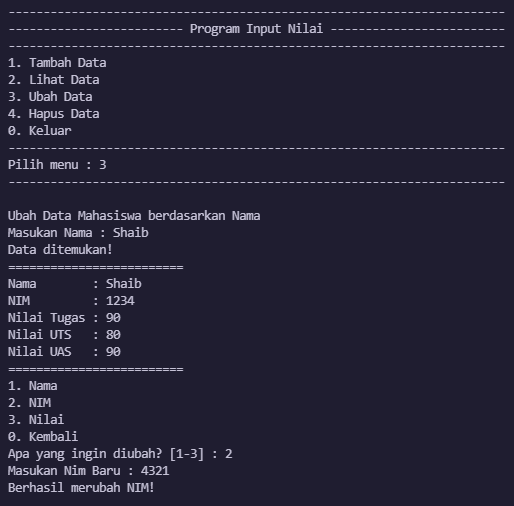 -----------------------------------------------------------------------
------------------------- Program Input Nilai -------------------------
-----------------------------------------------------------------------
1. Tambah Data
2. Lihat Data
3. Ubah Data
4. Hapus Data
0. Keluar
-----------------------------------------------------------------------
Pilih menu : 3
-----------------------------------------------------------------------
Ubah Data Mahasiswa berdasarkan Nama
Masukan Nama : Shaib
Data ditemukan!
=========================
Nama        : Shaib
NIM         : 1234
Nilai Tugas : 90
Nilai UTS   : 80
Nilai UAS   : 90
=========================
1. Nama
2. NIM
3. Nilai
0. Kembali
Apa yang ingin diubah? [1-3] : 2
Masukan Nim Baru : 4321
Berhasil merubah NIM!